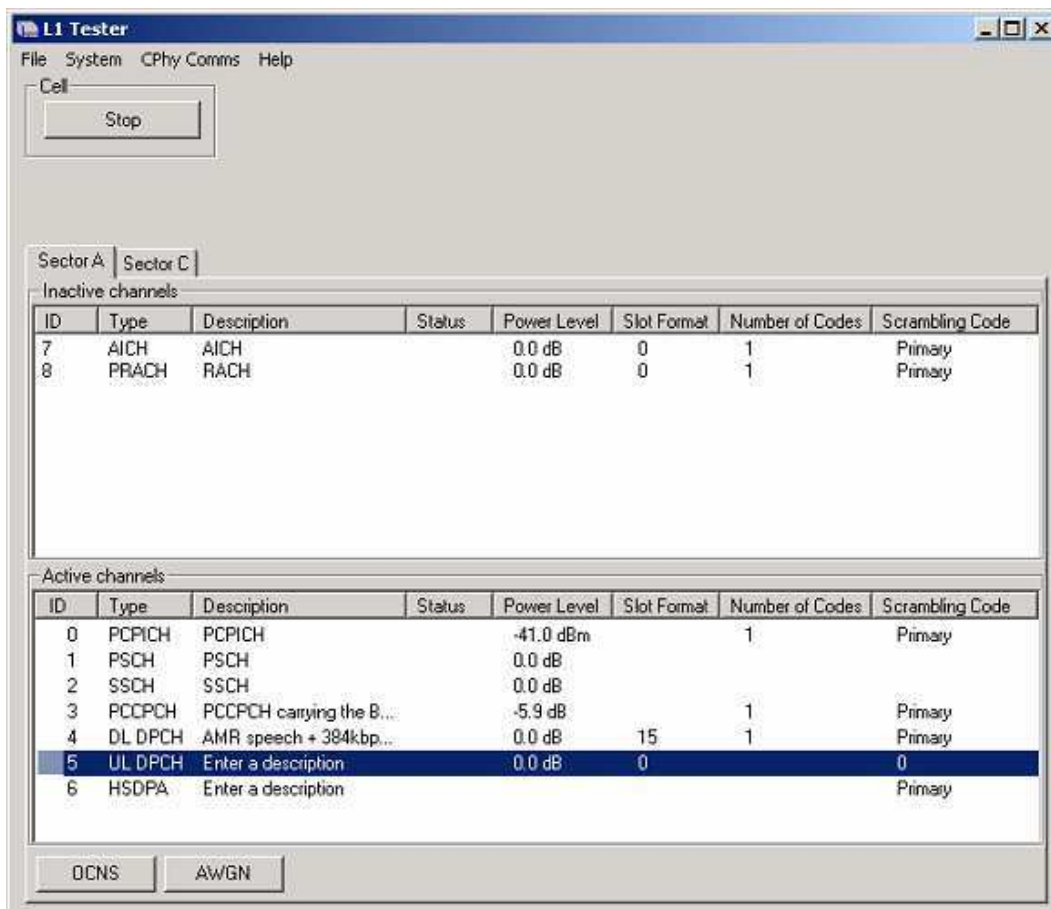 L1 Tester
File System CPhy Comms Help
Cell
Stop
Sector A Sector C
Inactive channels
ID Type Description Status Power Level Slot Format Number of Codes Scrambling Code
7 AICH AICH 0.0 dB 0 1 Primary
8 PRACH RACH 0.0 dB 0 1 Primary
Active channels
ID Type Description Status Power Level Slot Format Number of Codes Scrambling Code
0 PCPICH PCPICH -41.0 dBm 1 Primary
1 PSCH PSCH 0.0 dB
2 SSCH SSCH 0.0 dB
3 PCCPCH PCCPCH carrying the B... -5.9 dB 1 Primary
4 DL DPCH AMR speech + 384kbp... 0.0 dB 15 1 Primary
5 UL DPCH Enter a description 0.0 dB 0 0
6 HSDPA Enter a description Primary
OCNS AWGN